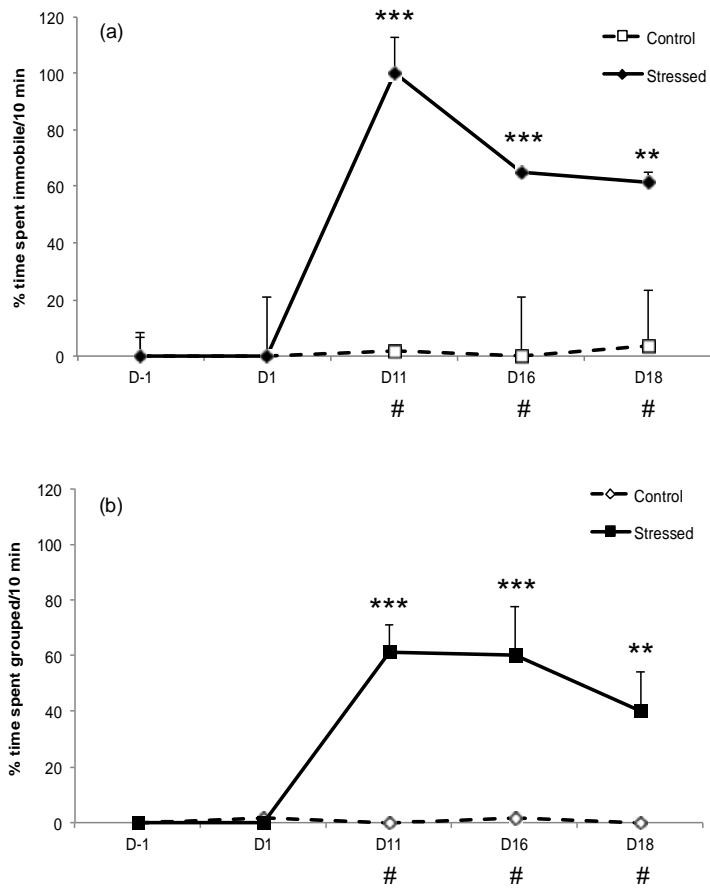 120
(a)
***
Control
Stressed
100
80
***
**
60
40
20
0
% time spent immobile/10 min
D-1 D1 D11 D16 D18
# # #
120
(b)
Control
Stressed
100
80
***
***
**
60
40
20
0
% time spent grouped/10 min
D-1 D1 D11 D16 D18
# # #